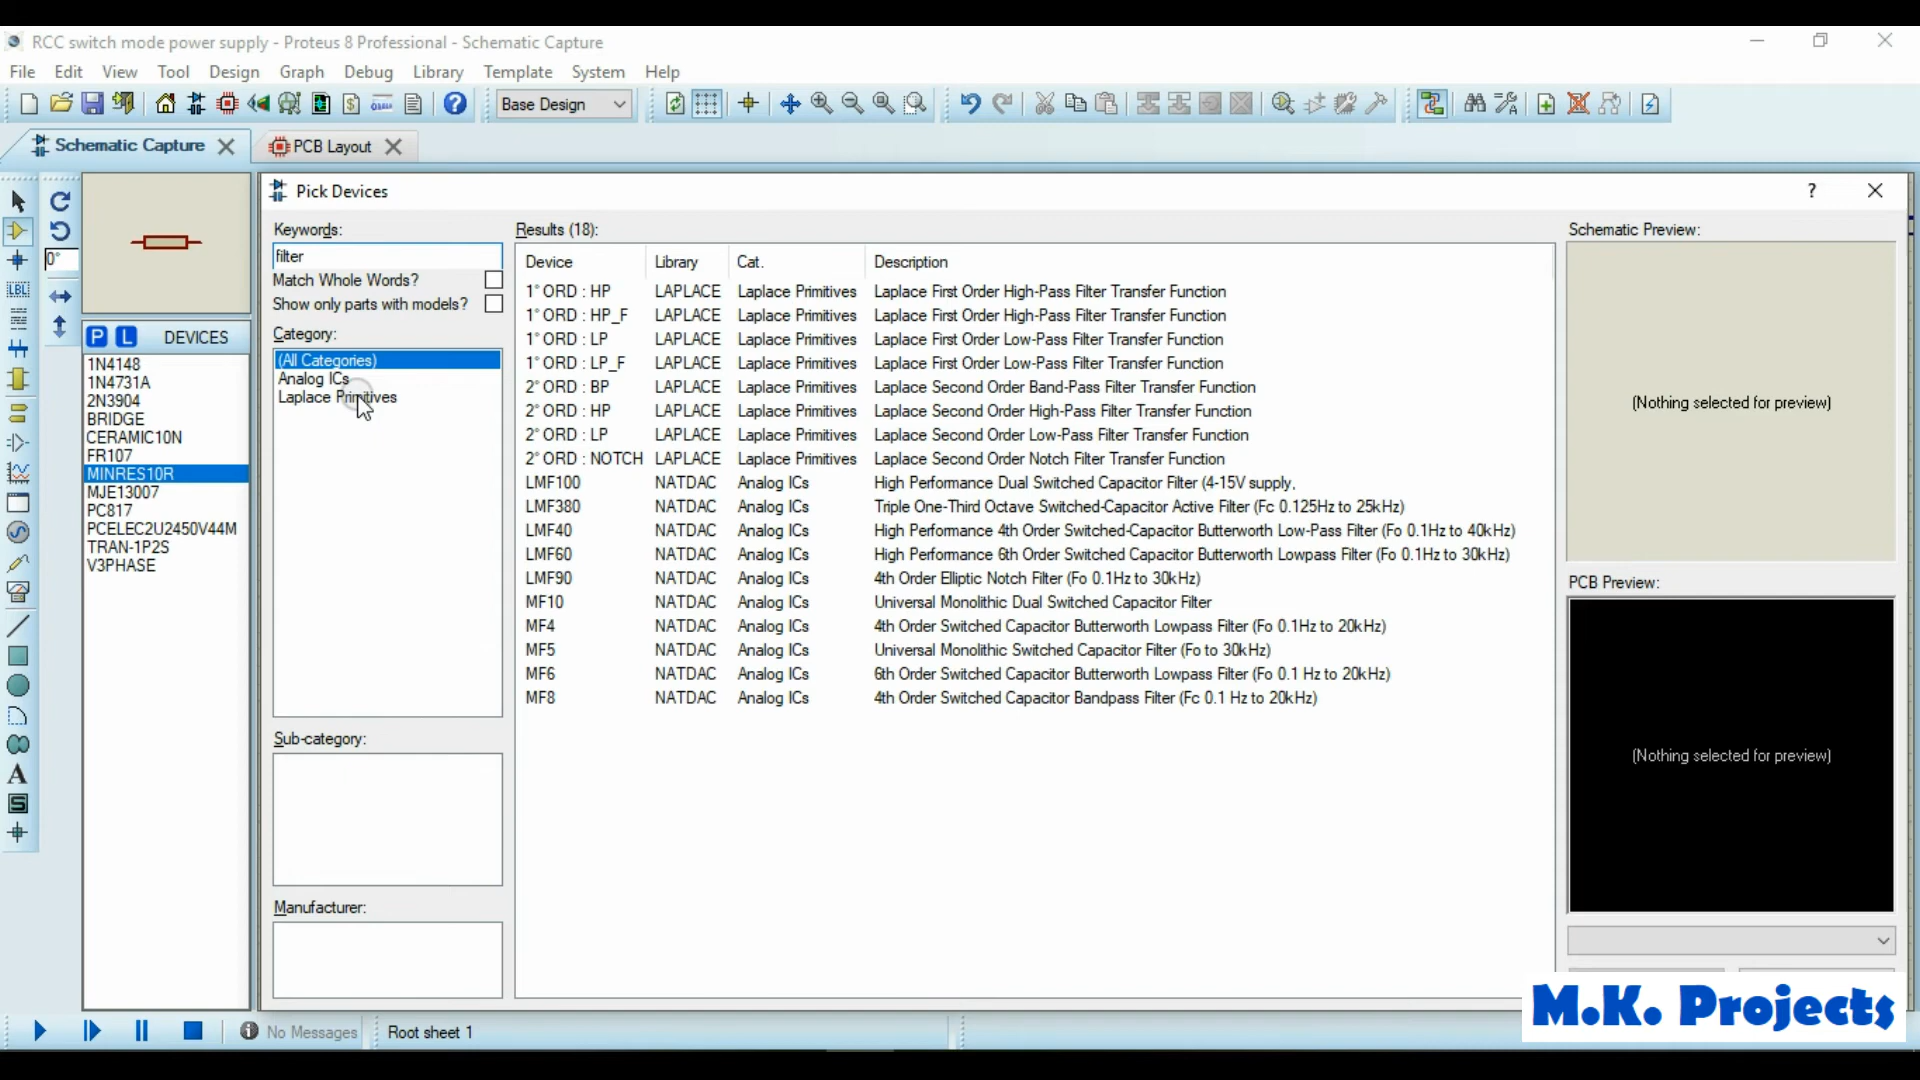 RCC switch mode power supply - Proteus 8 Professional - Schematic Capture
File Edit View Tool Design Graph Debug Library Template System Help
Base Design
Schematic Capture
PCB Layout
Pick Devices
?
0°
LBL
P L DEVICES
1N4148
1N4731A
2N3904
BRIDGE
CERAMIC10N
FR107
MINRES10R
MJE13007
PC817
PCELEC2U2450V44M
TRAN-1P2S
V3PHASE
Keywords:
filter
Match Whole Words?
Show only parts with models?
Category:
(All Categories)
Analog ICs
Laplace Primitives
Sub-category:
Manufacturer:
Results (18):
Device Library Cat. Description
1° ORD : HP LAPLACE Laplace Primitives Laplace First Order High-Pass Filter Transfer Function
1° ORD : HP_F LAPLACE Laplace Primitives Laplace First Order High-Pass Filter Transfer Function
1° ORD : LP LAPLACE Laplace Primitives Laplace First Order Low-Pass Filter Transfer Function
1° ORD : LP_F LAPLACE Laplace Primitives Laplace First Order Low-Pass Filter Transfer Function
2° ORD : BP LAPLACE Laplace Primitives Laplace Second Order Band-Pass Filter Transfer Function
2° ORD : HP LAPLACE Laplace Primitives Laplace Second Order High-Pass Filter Transfer Function
2° ORD : LP LAPLACE Laplace Primitives Laplace Second Order Low-Pass Filter Transfer Function
2° ORD : NOTCH LAPLACE Laplace Primitives Laplace Second Order Notch Filter Transfer Function
LMF100 NATDAC Analog ICs High Performance Dual Switched Capacitor Filter (4-15V supply,
LMF380 NATDAC Analog ICs Triple One-Third Octave Switched-Capacitor Active Filter (Fc 0.125Hz to 25kHz)
LMF40 NATDAC Analog ICs High Performance 4th Order Switched-Capacitor Butterworth Low-Pass Filter (Fo 0.1Hz to 40kHz)
LMF60 NATDAC Analog ICs High Performance 6th Order Switched Capacitor Butterworth Lowpass Filter (Fo 0.1Hz to 30kHz)
LMF90 NATDAC Analog ICs 4th Order Elliptic Notch Filter (Fo 0.1Hz to 30kHz)
MF10 NATDAC Analog ICs Universal Monolithic Dual Switched Capacitor Filter
MF4 NATDAC Analog ICs 4th Order Switched Capacitor Butterworth Lowpass Filter (Fo 0.1Hz to 20kHz)
MF5 NATDAC Analog ICs Universal Monolithic Switched Capacitor Filter (Fo to 30kHz)
MF6 NATDAC Analog ICs 6th Order Switched Capacitor Butterworth Lowpass Filter (Fo 0.1 Hz to 20kHz)
MF8 NATDAC Analog ICs 4th Order Switched Capacitor Bandpass Filter (Fc 0.1 Hz to 20kHz)
Schematic Preview:
(Nothing selected for preview)
PCB Preview:
(Nothing selected for preview)
A
S
No Messages
Root sheet 1
M.K. Projects